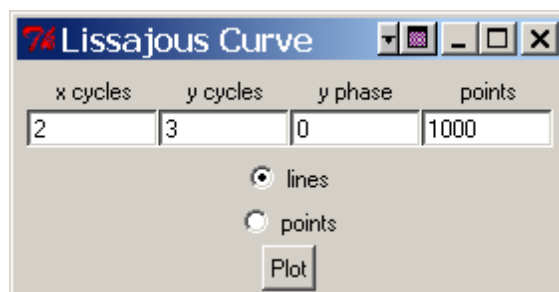 Lissajous Curve
x cycles y cycles y phase points
2 3 0 1000
lines
points
Plot